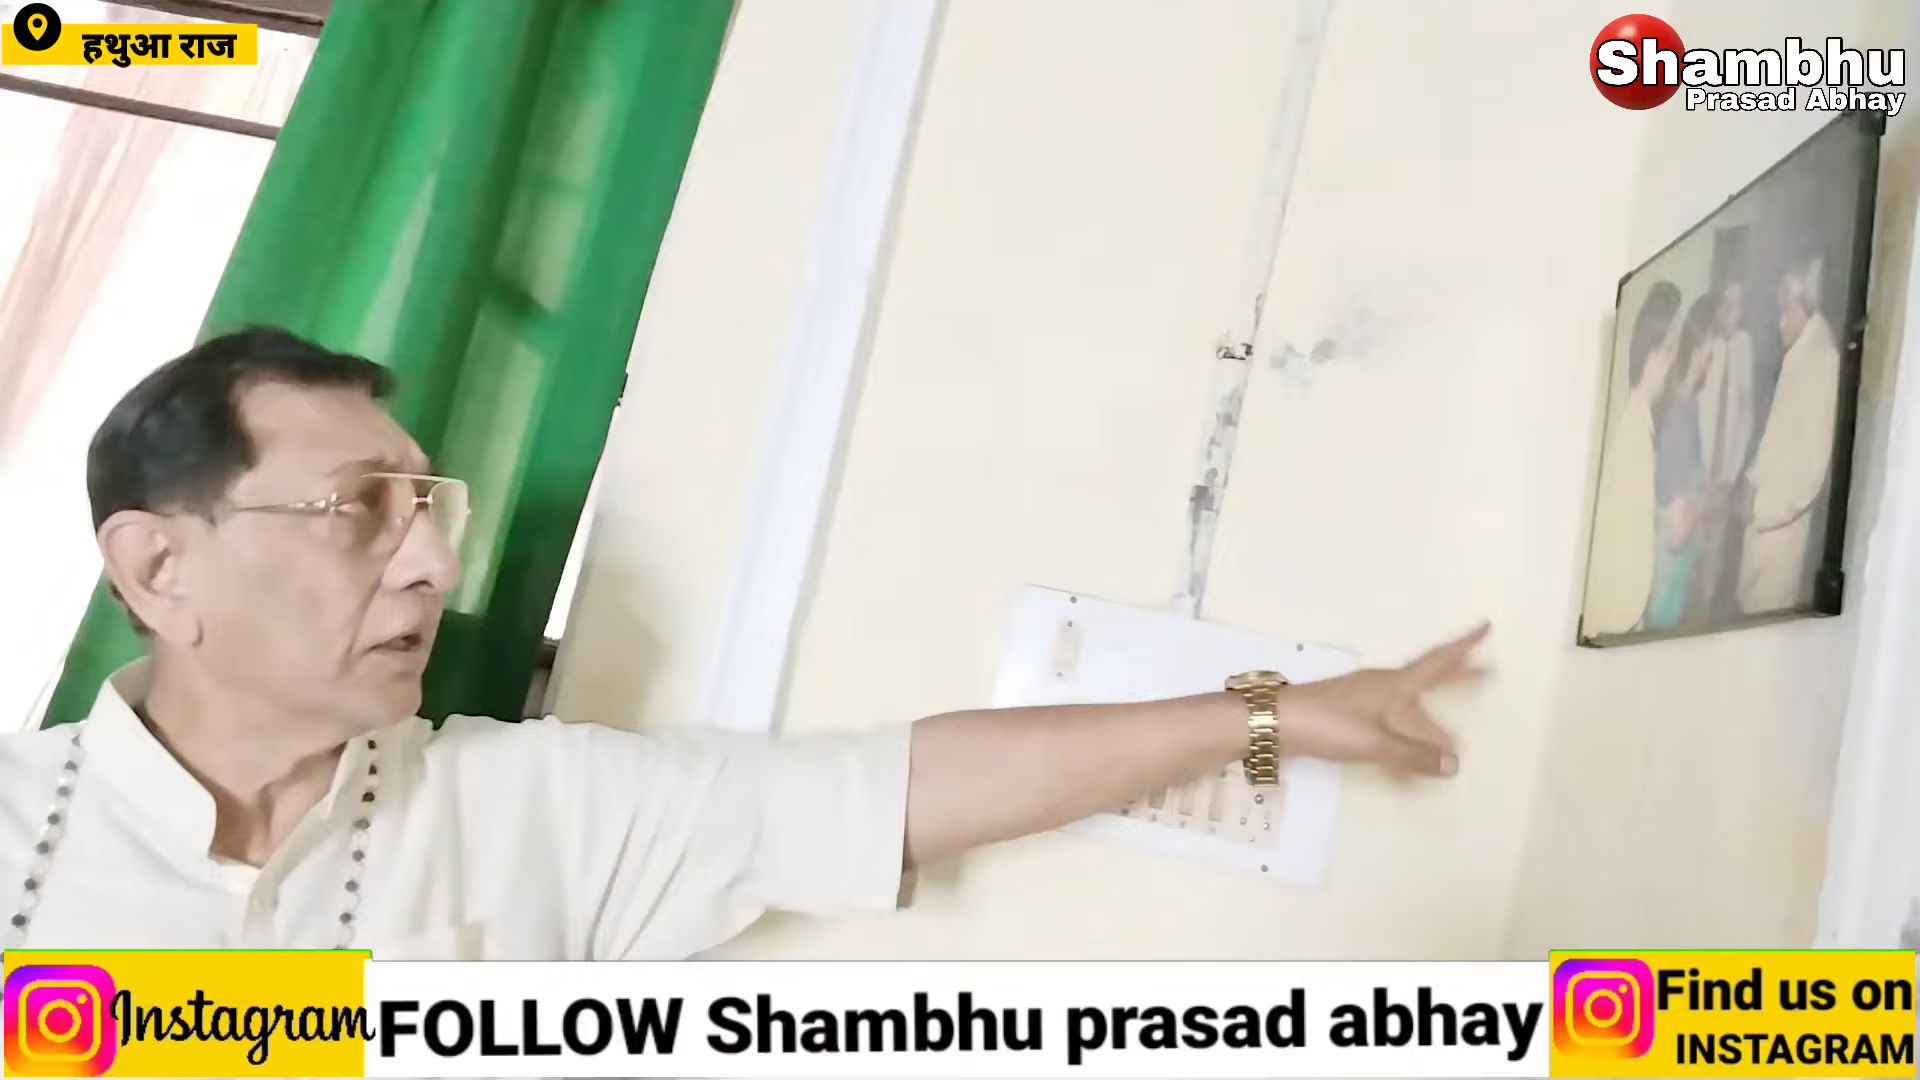 हथुआ राज
Shambhu
Prasad Abhay
Instagram
FOLLOW Shambhu prasad abhay
Find us on
INSTAGRAM